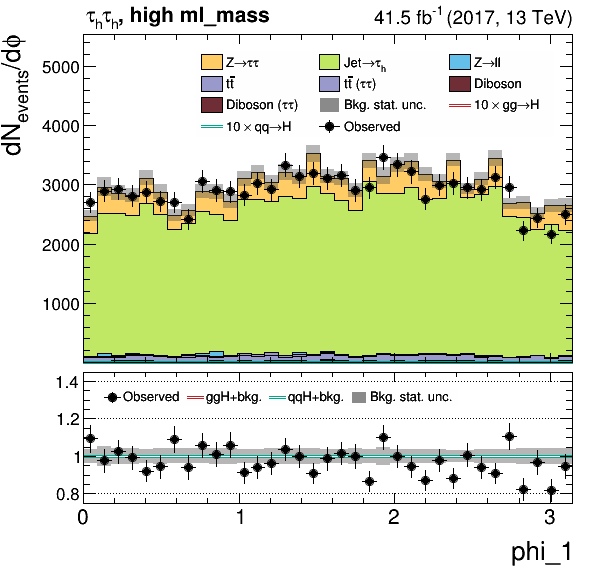 τhτh, high ml_mass 41.5 fb-1 (2017, 13 TeV)
dNevents/dϕ
Z→ττ Jet→τh Z→ll
tt̄ tt̄ (ττ) Diboson
Diboson (ττ) Bkg. stat. unc. 10 × gg→H
10 × qq→H Observed
5000
4000
3000
2000
1000
Observed ggH+bkg. qqH+bkg. Bkg. stat. unc.
1.4
1.2
1
0.8
0 1 2 3
phi_1